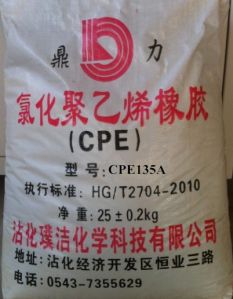 鼎 力
氯化聚乙烯橡胶
(CPE)
型号:CPE135A
执行标准:HG/T2704-2010
净重:25±0.2kg
沾化璞洁化学科技有限公司
地址:沾化经济开发区恒业三路
电话:0543-7355629